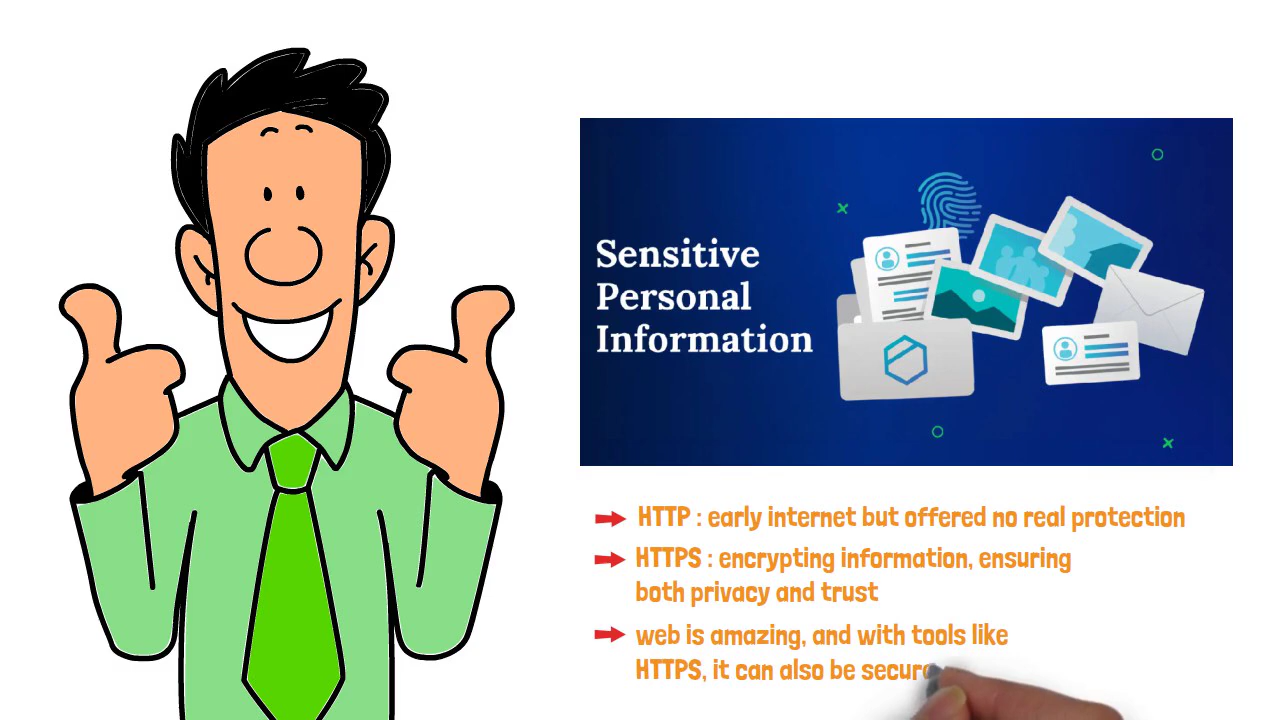 Sensitive
Personal
Information
HTTP : early internet but offered no real protection
HTTPS : encrypting information, ensuring
both privacy and trust
web is amazing, and with tools like
HTTPS, it can also be secure